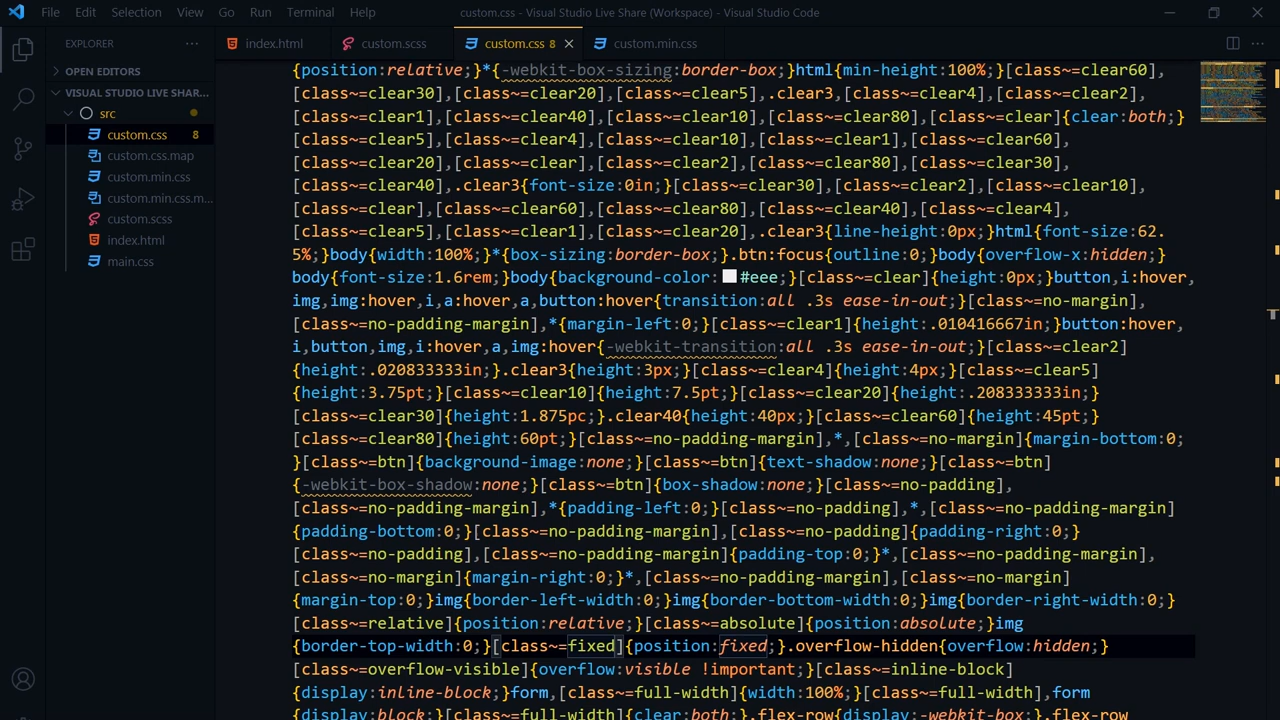 File Edit Selection View Go Run Terminal Help custom.css - Visual Studio Live Share (Workspace) - Visual Studio Code
EXPLORER ···
OPEN EDITORS
VISUAL STUDIO LIVE SHAR...
src
custom.css 8
custom.css.map
custom.min.css
custom.min.css.m...
custom.scss
index.html
main.css
index.html custom.scss custom.css 8 custom.min.css
{position:relative;}*{-webkit-box-sizing:border-box;}html{min-height:100%;}[class~=clear60],
[class~=clear30],[class~=clear20],[class~=clear5],.clear3,[class~=clear4],[class~=clear2],
[class~=clear1],[class~=clear40],[class~=clear10],[class~=clear80],[class~=clear]{clear:both;}
[class~=clear5],[class~=clear4],[class~=clear10],[class~=clear1],[class~=clear60],
[class~=clear20],[class~=clear],[class~=clear2],[class~=clear80],[class~=clear30],
[class~=clear40],.clear3{font-size:0in;}[class~=clear30],[class~=clear2],[class~=clear10],
[class~=clear],[class~=clear60],[class~=clear80],[class~=clear40],[class~=clear4],
[class~=clear5],[class~=clear1],[class~=clear20],.clear3{line-height:0px;}html{font-size:62.
5%;}body{width:100%;}*{box-sizing:border-box;}.btn:focus{outline:0;}body{overflow-x:hidden;}
body{font-size:1.6rem;}body{background-color:#eee;}[class~=clear]{height:0px;}button,i:hover,
img,img:hover,i,a:hover,a,button:hover{transition:all .3s ease-in-out;}[class~=no-margin],
[class~=no-padding-margin],*{margin-left:0;}[class~=clear1]{height:.010416667in;}button:hover,
i,button,img,i:hover,a,img:hover{-webkit-transition:all .3s ease-in-out;}[class~=clear2]
{height:.020833333in;}.clear3{height:3px;}[class~=clear4]{height:4px;}[class~=clear5]
{height:3.75pt;}[class~=clear10]{height:7.5pt;}[class~=clear20]{height:.208333333in;}
[class~=clear30]{height:1.875pc;}.clear40{height:40px;}[class~=clear60]{height:45pt;}
[class~=clear80]{height:60pt;}[class~=no-padding-margin],*,[class~=no-margin]{margin-bottom:0;
}[class~=btn]{background-image:none;}[class~=btn]{text-shadow:none;}[class~=btn]
{-webkit-box-shadow:none;}[class~=btn]{box-shadow:none;}[class~=no-padding],
[class~=no-padding-margin],*{padding-left:0;}[class~=no-padding],*,[class~=no-padding-margin]
{padding-bottom:0;}[class~=no-padding-margin],[class~=no-padding]{padding-right:0;}
[class~=no-padding],[class~=no-padding-margin]{padding-top:0;}*,[class~=no-padding-margin],
[class~=no-margin]{margin-right:0;}*,[class~=no-padding-margin],[class~=no-margin]
{margin-top:0;}img{border-left-width:0;}img{border-bottom-width:0;}img{border-right-width:0;}
[class~=relative]{position:relative;}[class~=absolute]{position:absolute;}img
{border-top-width:0;}[class~=fixed]{position:fixed;}.overflow-hidden{overflow:hidden;}
[class~=overflow-visible]{overflow:visible !important;}[class~=inline-block]
{display:inline-block;}form,[class~=full-width]{width:100%;}[class~=full-width],form
{display:block;}[class~=full-width]{clear:both;}.flex-row{display:-webkit-box;}.flex-row